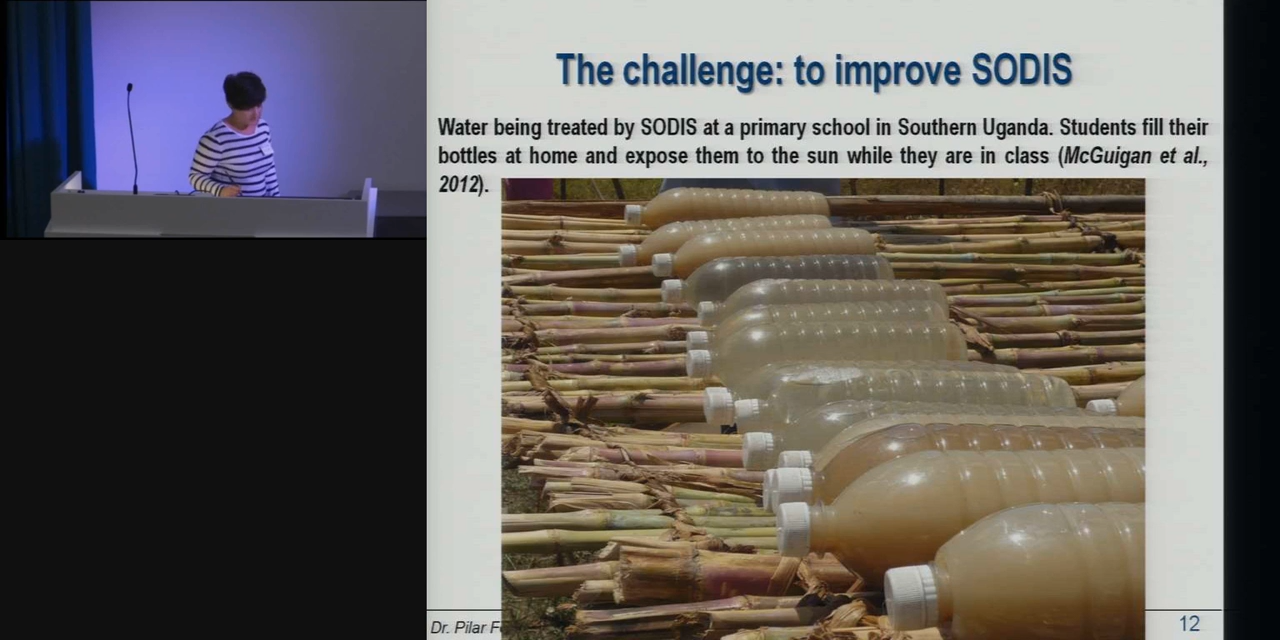 The challenge: to improve SODIS
Water being treated by SODIS at a primary school in Southern Uganda. Students fill their
bottles at home and expose them to the sun while they are in class (McGuigan et al.,
2012).
Dr. Pilar
12